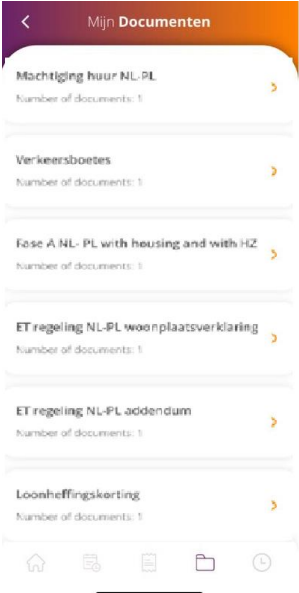 Mijn Documenten
Machtiging huur NL-PL
Number of documents: 1
Verkeersboetes
Number of documents: 1
Fase A NL- PL with housing and with HZ
Number of documents: 1
ET regeling NL-PL woonplaatsverklaring
Number of documents: 1
ET regeling NL-PL addendum
Number of documents: 1
Loonheffingskorting
Number of documents: 1